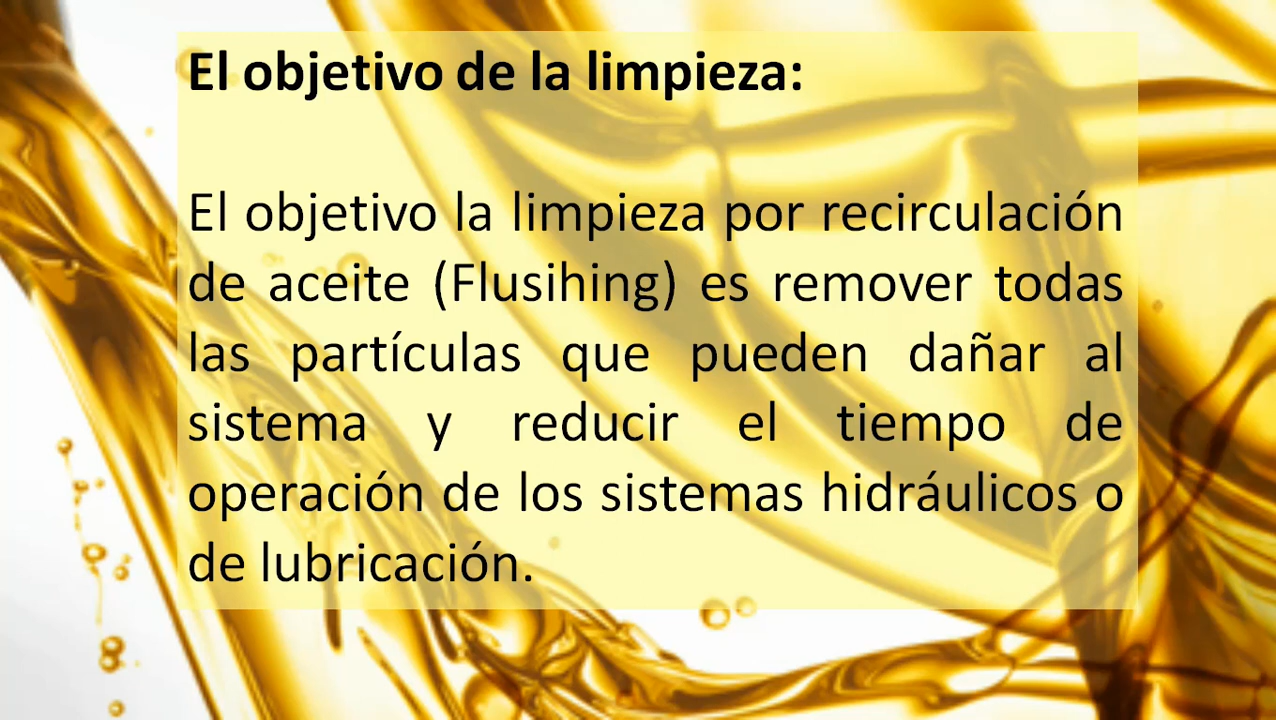 El objetivo de la limpieza:
El objetivo la limpieza por recirculación
de aceite (Flusihing) es remover todas
las partículas que pueden dañar al
sistema y reducir el tiempo de
operación de los sistemas hidráulicos o
de lubricación.